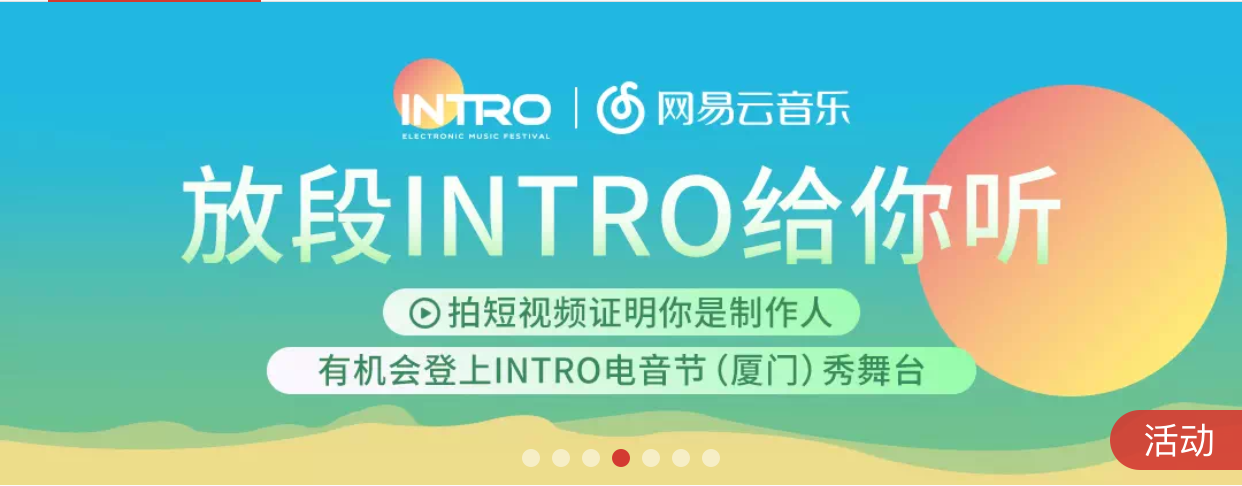 INTRO
ELECTRONIC MUSIC FESTIVAL
网易云音乐
放段INTRO给你听
拍短视频证明你是制作人
有机会登上INTRO电音节(厦门)秀舞台
活动